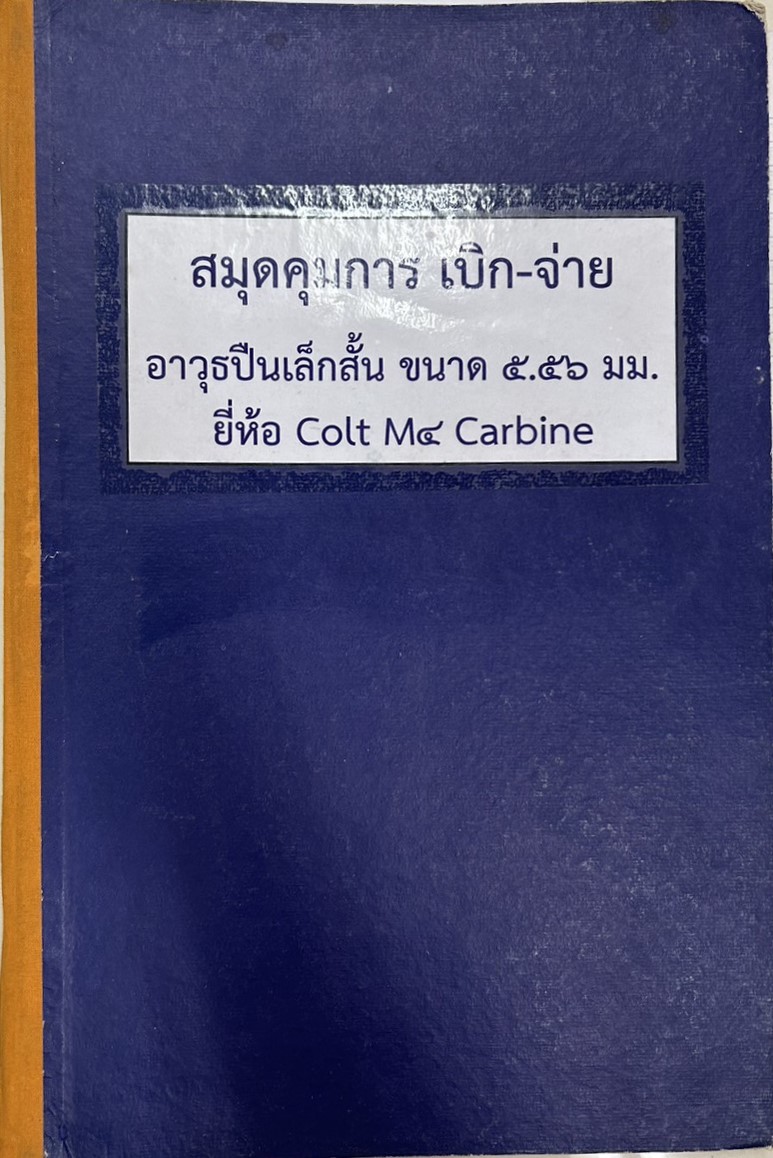 สมุดคุมการ เบิก-จ่าย
อาวุธปืนเล็กสั้น ขนาด ๕.๕๖ มม.
ยี่ห้อ Colt M๔ Carbine